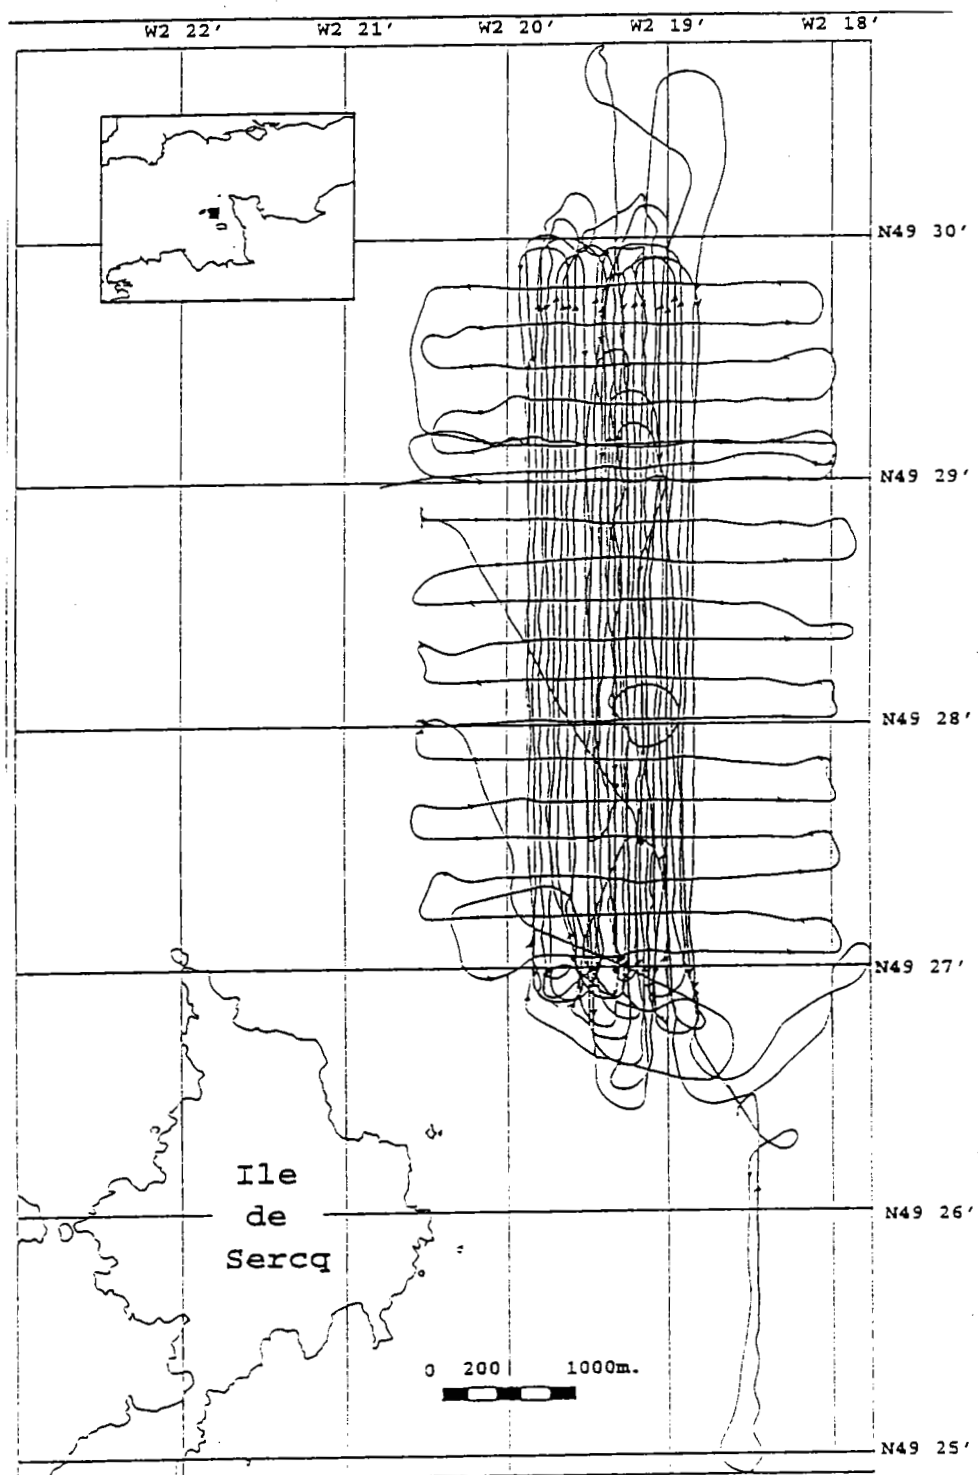 W2 22' W2 21' W2 20' W2 19' W2 18'
N49 30'
N49 29'
N49 28'
N49 27'
Ile
de
Sercq
N49 26'
0 200 1000m.
N49 25'